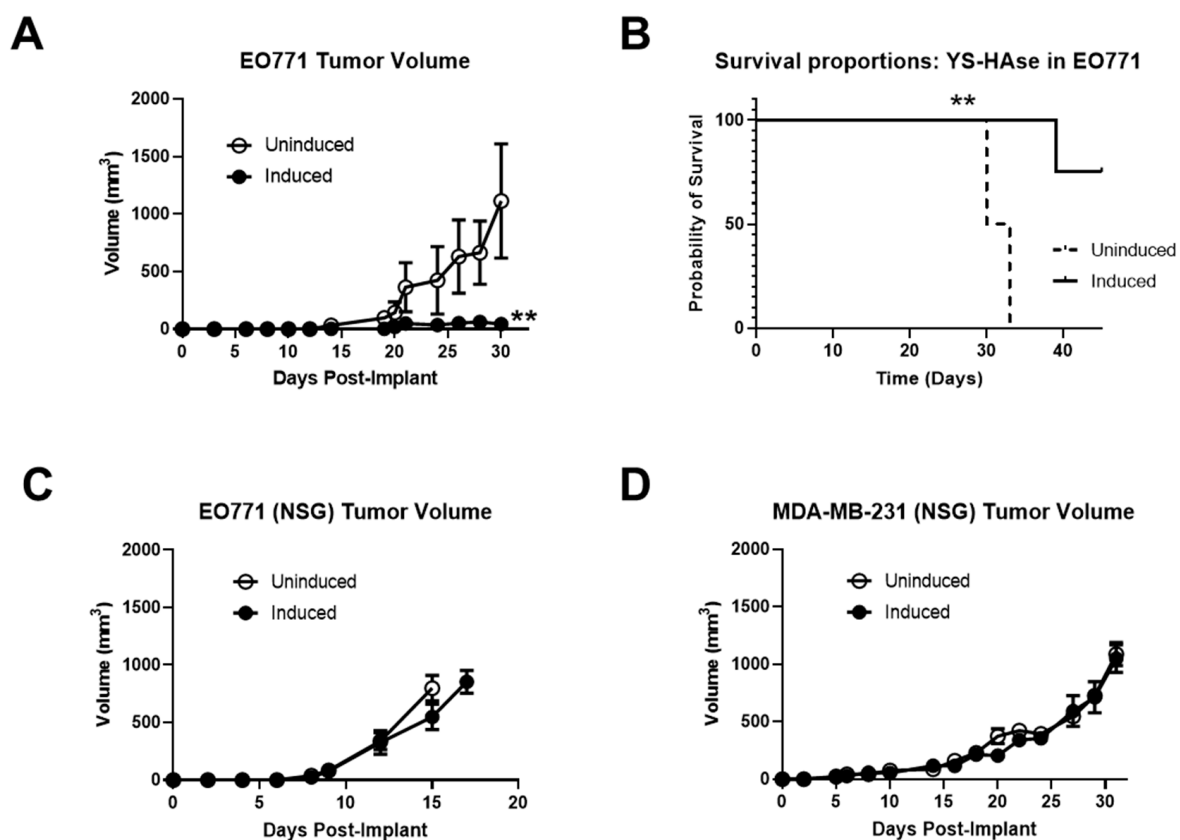 A
EO771 Tumor Volume
2000
1500
1000
500
0
Volume (mm³)
Uninduced
Induced
**
0 5 10 15 20 25 30
Days Post-Implant
B
Survival proportions: YS-HAse in EO771
**
100
50
0
Probability of Survival
Uninduced
Induced
0 20 30 40
Time (Days)
C
EO771 (NSG) Tumor Volume
2000
1500
1000
500
0
Volume (mm³)
Uninduced
Induced
0 5 10 15 20
Days Post-Implant
D
MDA-MB-231 (NSG) Tumor Volume
2000
1500
1000
500
0
Volume (mm³)
Uninduced
Induced
0 5 10 15 20 25 30
Days Post-Implant